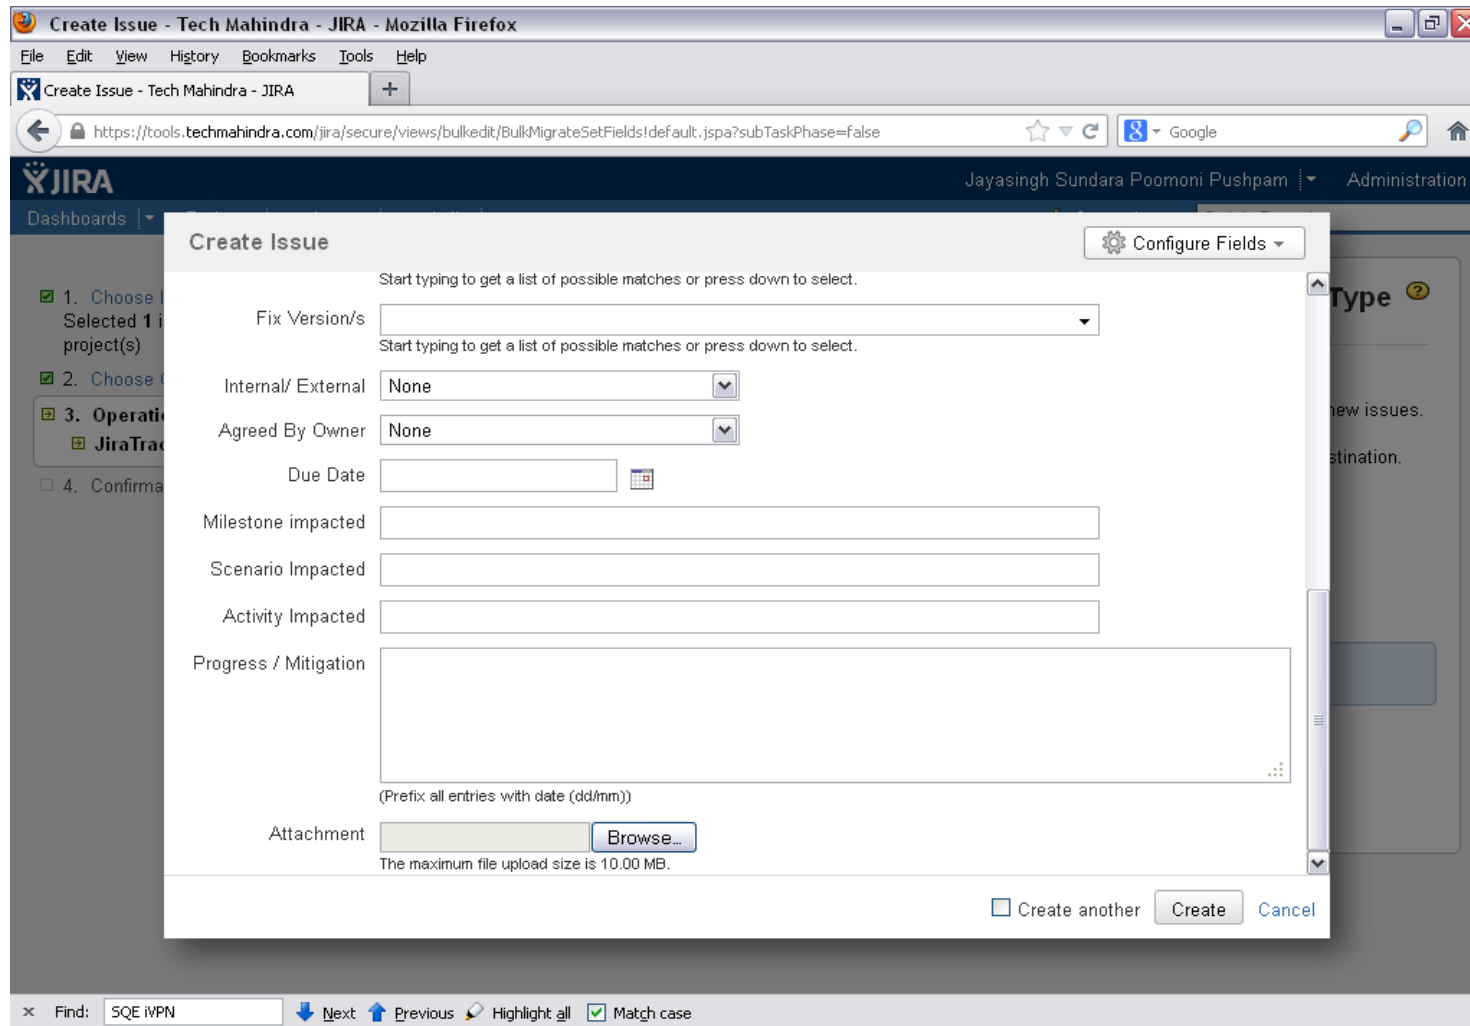 Create Issue - Tech Mahindra - JIRA - Mozilla Firefox
File Edit View History Bookmarks Tools Help
Create Issue - Tech Mahindra - JIRA
https://tools.techmahindra.com/jira/secure/views/bulkedit/BulkMigrateSetFields!default.jspa?subTaskPhase=false
Google
JIRA
Jayasingh Sundara Poomoni Pushpam Administration
Dashboards
Create Issue
Configure Fields
Start typing to get a list of possible matches or press down to select.
1. Choose I
Selected 1 i
project(s)
Type
Fix Version/s
Start typing to get a list of possible matches or press down to select.
2. Choose
Internal/ External None
3. Operati
new issues.
Agreed By Owner None
JiraTrac
stination.
Due Date
4. Confirma
Milestone impacted
Scenario Impacted
Activity Impacted
Progress / Mitigation
(Prefix all entries with date (dd/mm))
Attachment Browse...
The maximum file upload size is 10.00 MB.
Create another Create Cancel
Find: SQE iVPN Next Previous Highlight all Match case